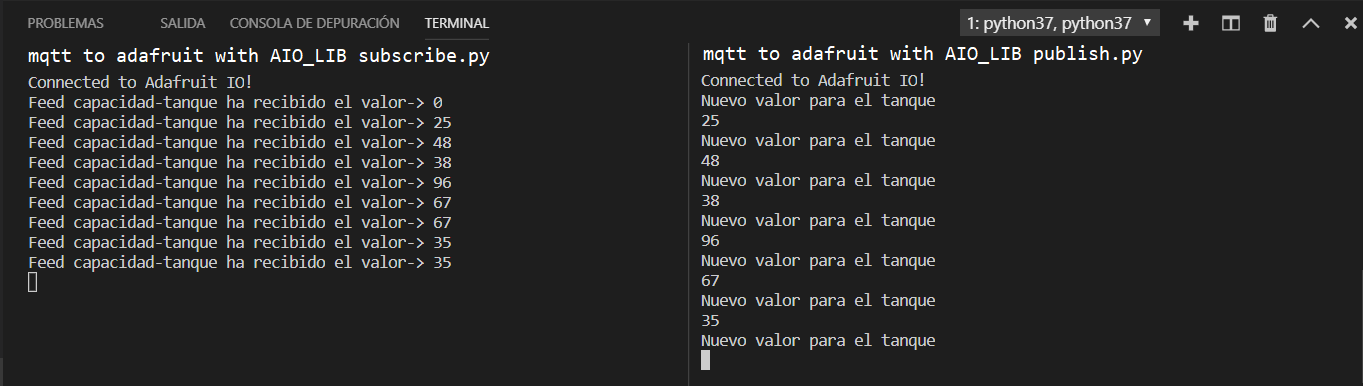 PROBLEMAS SALIDA CONSOLA DE DEPURACIÓN TERMINAL 1: python37, python37
mqtt to adafruit with AIO_LIB subscribe.py
Connected to Adafruit IO!
Feed capacidad-tanque ha recibido el valor-> 0
Feed capacidad-tanque ha recibido el valor-> 25
Feed capacidad-tanque ha recibido el valor-> 48
Feed capacidad-tanque ha recibido el valor-> 38
Feed capacidad-tanque ha recibido el valor-> 96
Feed capacidad-tanque ha recibido el valor-> 67
Feed capacidad-tanque ha recibido el valor-> 67
Feed capacidad-tanque ha recibido el valor-> 35
Feed capacidad-tanque ha recibido el valor-> 35
mqtt to adafruit with AIO_LIB publish.py
Connected to Adafruit IO!
Nuevo valor para el tanque
25
Nuevo valor para el tanque
48
Nuevo valor para el tanque
38
Nuevo valor para el tanque
96
Nuevo valor para el tanque
67
Nuevo valor para el tanque
35
Nuevo valor para el tanque